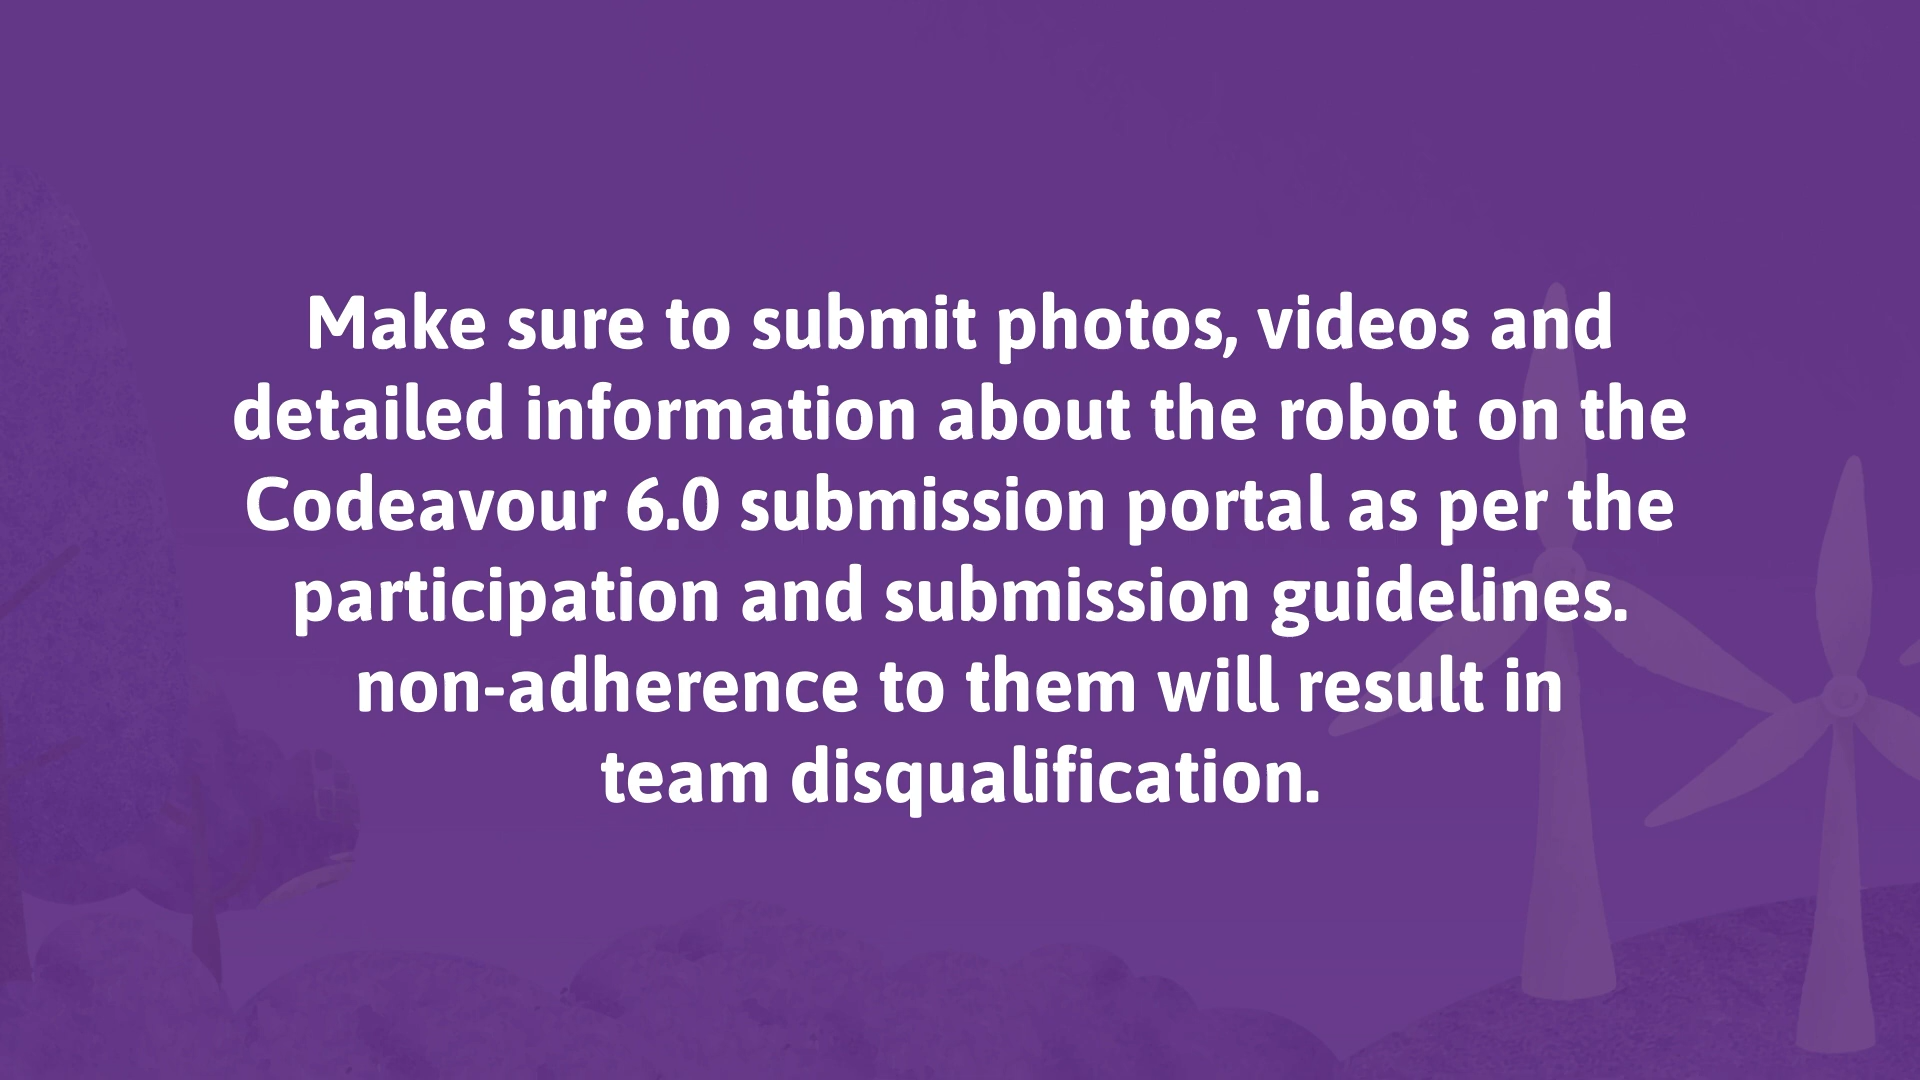 Make sure to submit photos, videos and
detailed information about the robot on the
Codeavour 6.0 submission portal as per the
participation and submission guidelines.
non-adherence to them will result in
team disqualification.